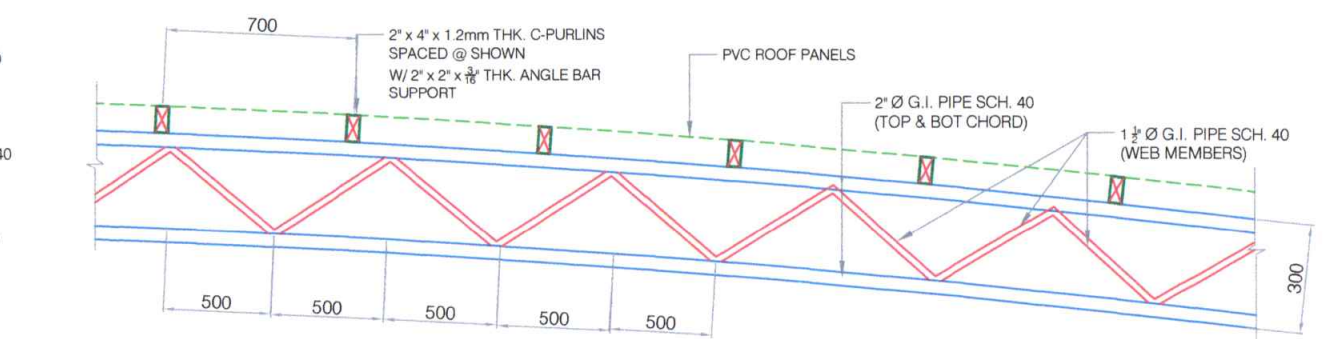 700
2" x 4" x 1.2mm THK. C-PURLINS
SPACED @ SHOWN
W/ 2" x 2" x 3/16" THK. ANGLE BAR
SUPPORT
PVC ROOF PANELS
2" Ø G.I. PIPE SCH. 40
(TOP & BOT CHORD)
1 1/2" Ø G.I. PIPE SCH. 40
(WEB MEMBERS)
40
500
500
500
500
500
300